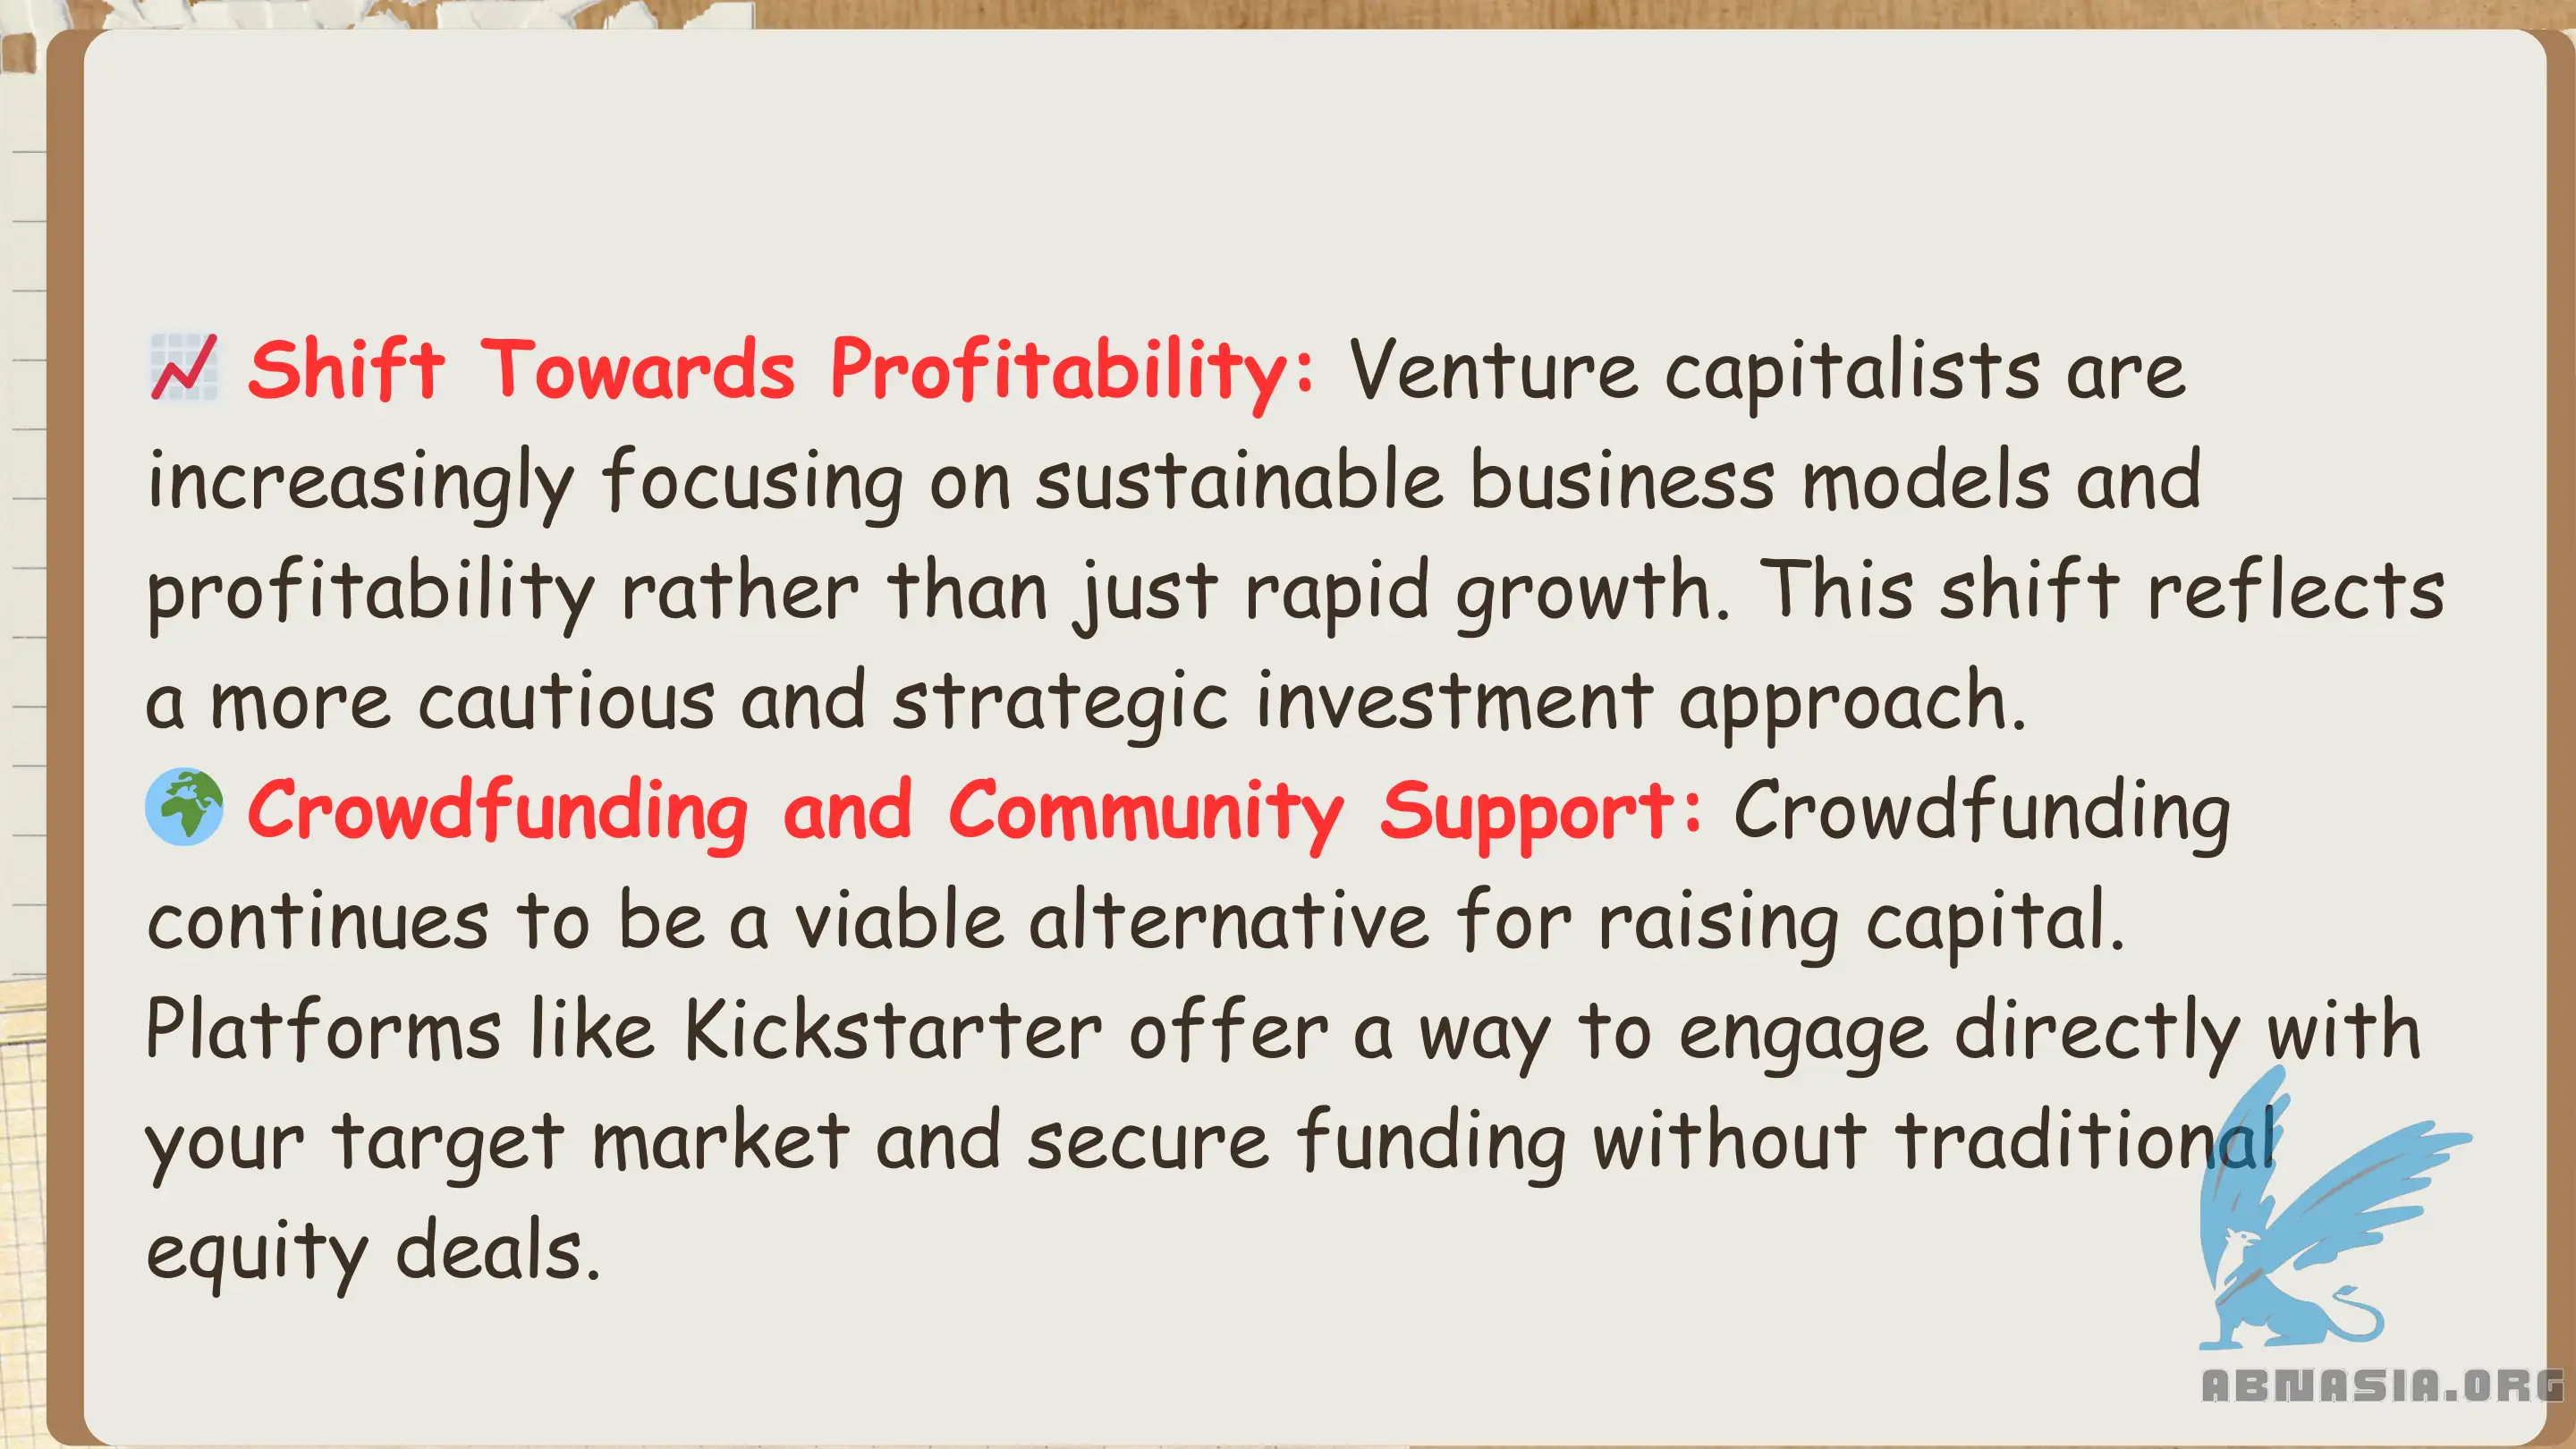 📈 Shift Towards Profitability: Venture capitalists are
increasingly focusing on sustainable business models and
profitability rather than just rapid growth. This shift reflects
a more cautious and strategic investment approach.
🌍 Crowdfunding and Community Support: Crowdfunding
continues to be a viable alternative for raising capital.
Platforms like Kickstarter offer a way to engage directly with
your target market and secure funding without traditional
equity deals.
ABNASIA.ORG